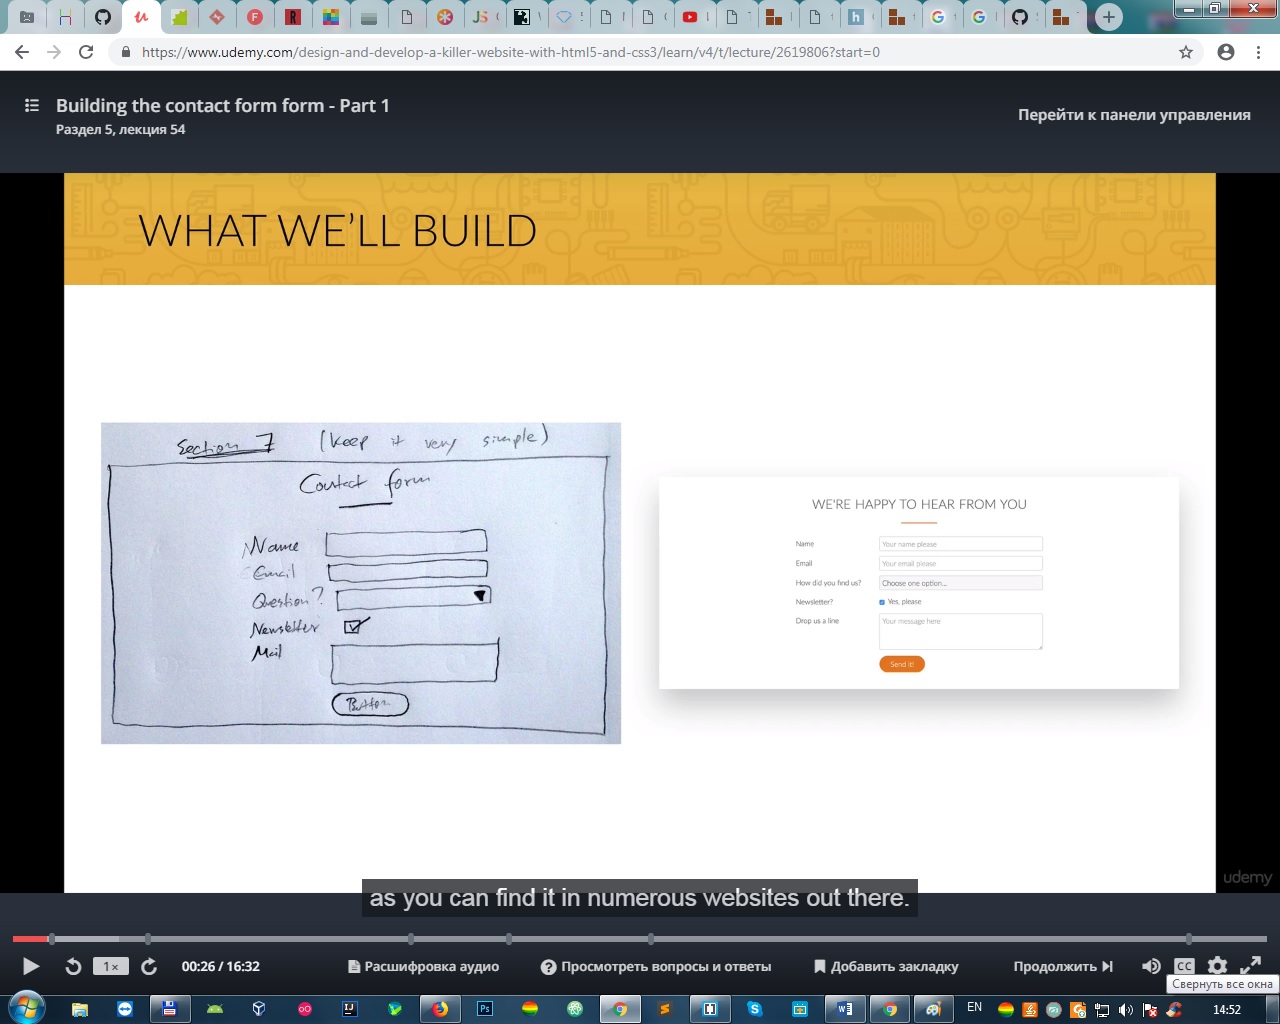 https://www.udemy.com/design-and-develop-a-killer-website-with-html5-and-css3/learn/v4/t/lecture/2619806?start=0
Building the contact form form - Part 1
Раздел 5, лекция 54
Перейти к панели управления
WHAT WE'LL BUILD
Section 7 (Keep it very simple)
Contact form
Name
Email
Question?
Newsletter
Mail
Button
WE'RE HAPPY TO HEAR FROM YOU
Name Your name please
Email Your email please
How did you find us? Choose one option...
Newsletter? Yes, please
Drop us a line Your message here
Send it!
udemy
as you can find it in numerous websites out there.
1×
00:26 / 16:32
Расшифровка аудио
Просмотреть вопросы и ответы
Добавить закладку
Продолжить
CC
Свернуть все окна
EN
14:52